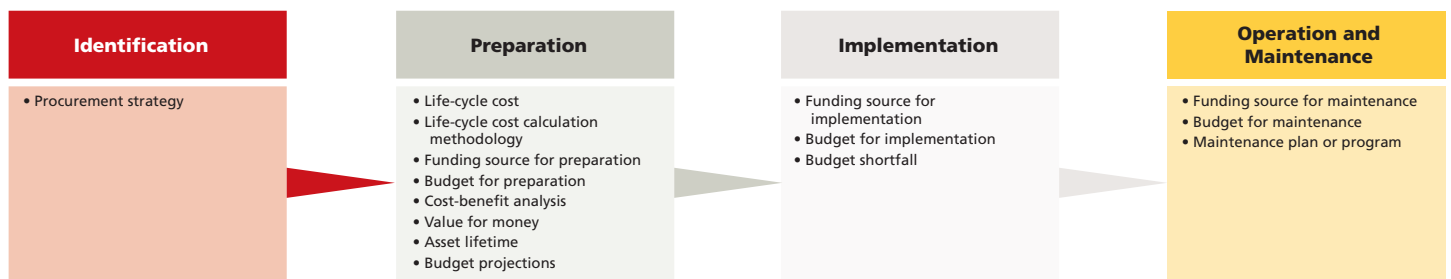 Identification
• Procurement strategy
Preparation
• Life-cycle cost
• Life-cycle cost calculation
methodology
• Funding source for preparation
• Budget for preparation
• Cost-benefit analysis
• Value for money
• Asset lifetime
• Budget projections
Implementation
• Funding source for
implementation
• Budget for implementation
• Budget shortfall
Operation and
Maintenance
• Funding source for maintenance
• Budget for maintenance
• Maintenance plan or program